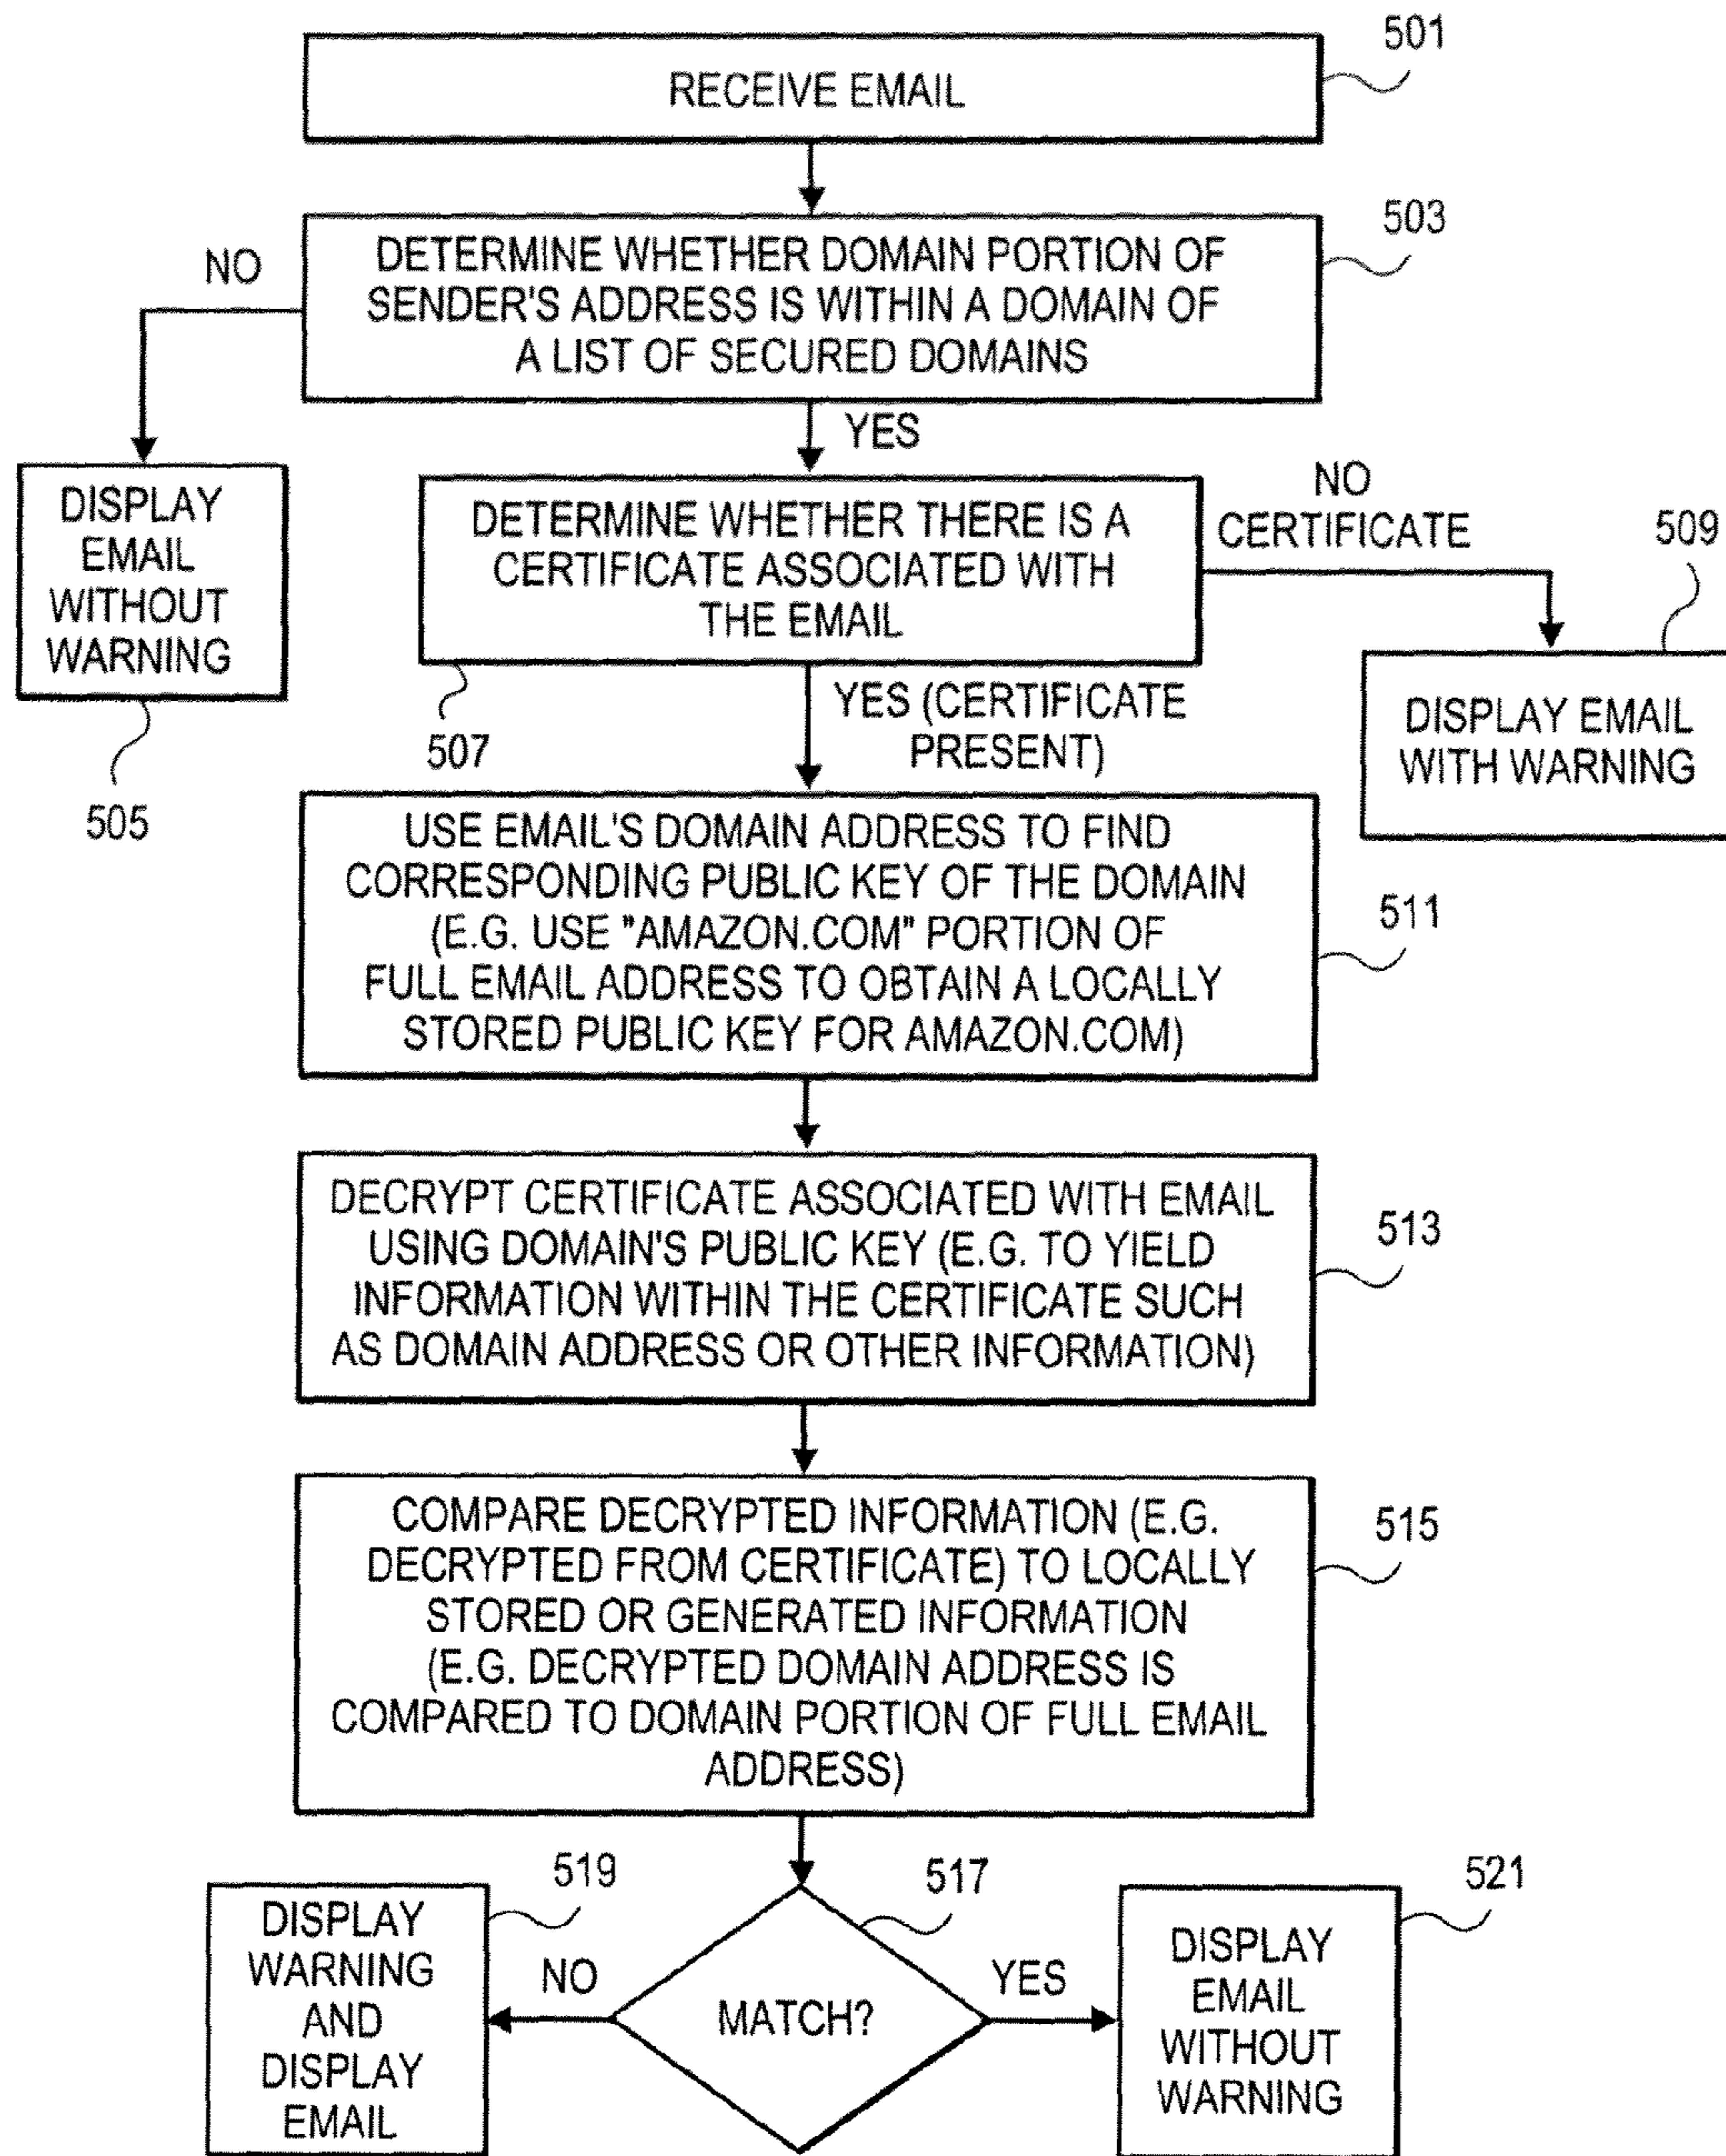 501
RECEIVE EMAIL
503
DETERMINE WHETHER DOMAIN PORTION OF
SENDER'S ADDRESS IS WITHIN A DOMAIN OF
A LIST OF SECURED DOMAINS
NO
YES
DISPLAY
EMAIL
WITHOUT
WARNING
505
DETERMINE WHETHER THERE IS A
CERTIFICATE ASSOCIATED WITH
THE EMAIL
507
NO
CERTIFICATE
509
DISPLAY EMAIL
WITH WARNING
YES (CERTIFICATE
PRESENT)
USE EMAIL'S DOMAIN ADDRESS TO FIND
CORRESPONDING PUBLIC KEY OF THE DOMAIN
(E.G. USE "AMAZON.COM" PORTION OF
FULL EMAIL ADDRESS TO OBTAIN A LOCALLY
STORED PUBLIC KEY FOR AMAZON.COM)
511
DECRYPT CERTIFICATE ASSOCIATED WITH EMAIL
USING DOMAIN'S PUBLIC KEY (E.G. TO YIELD
INFORMATION WITHIN THE CERTIFICATE SUCH
AS DOMAIN ADDRESS OR OTHER INFORMATION)
513
COMPARE DECRYPTED INFORMATION (E.G.
DECRYPTED FROM CERTIFICATE) TO LOCALLY
STORED OR GENERATED INFORMATION
(E.G. DECRYPTED DOMAIN ADDRESS IS
COMPARED TO DOMAIN PORTION OF FULL EMAIL
ADDRESS)
515
517
MATCH?
NO
519
DISPLAY
WARNING
AND
DISPLAY
EMAIL
YES
521
DISPLAY
EMAIL
WITHOUT
WARNING